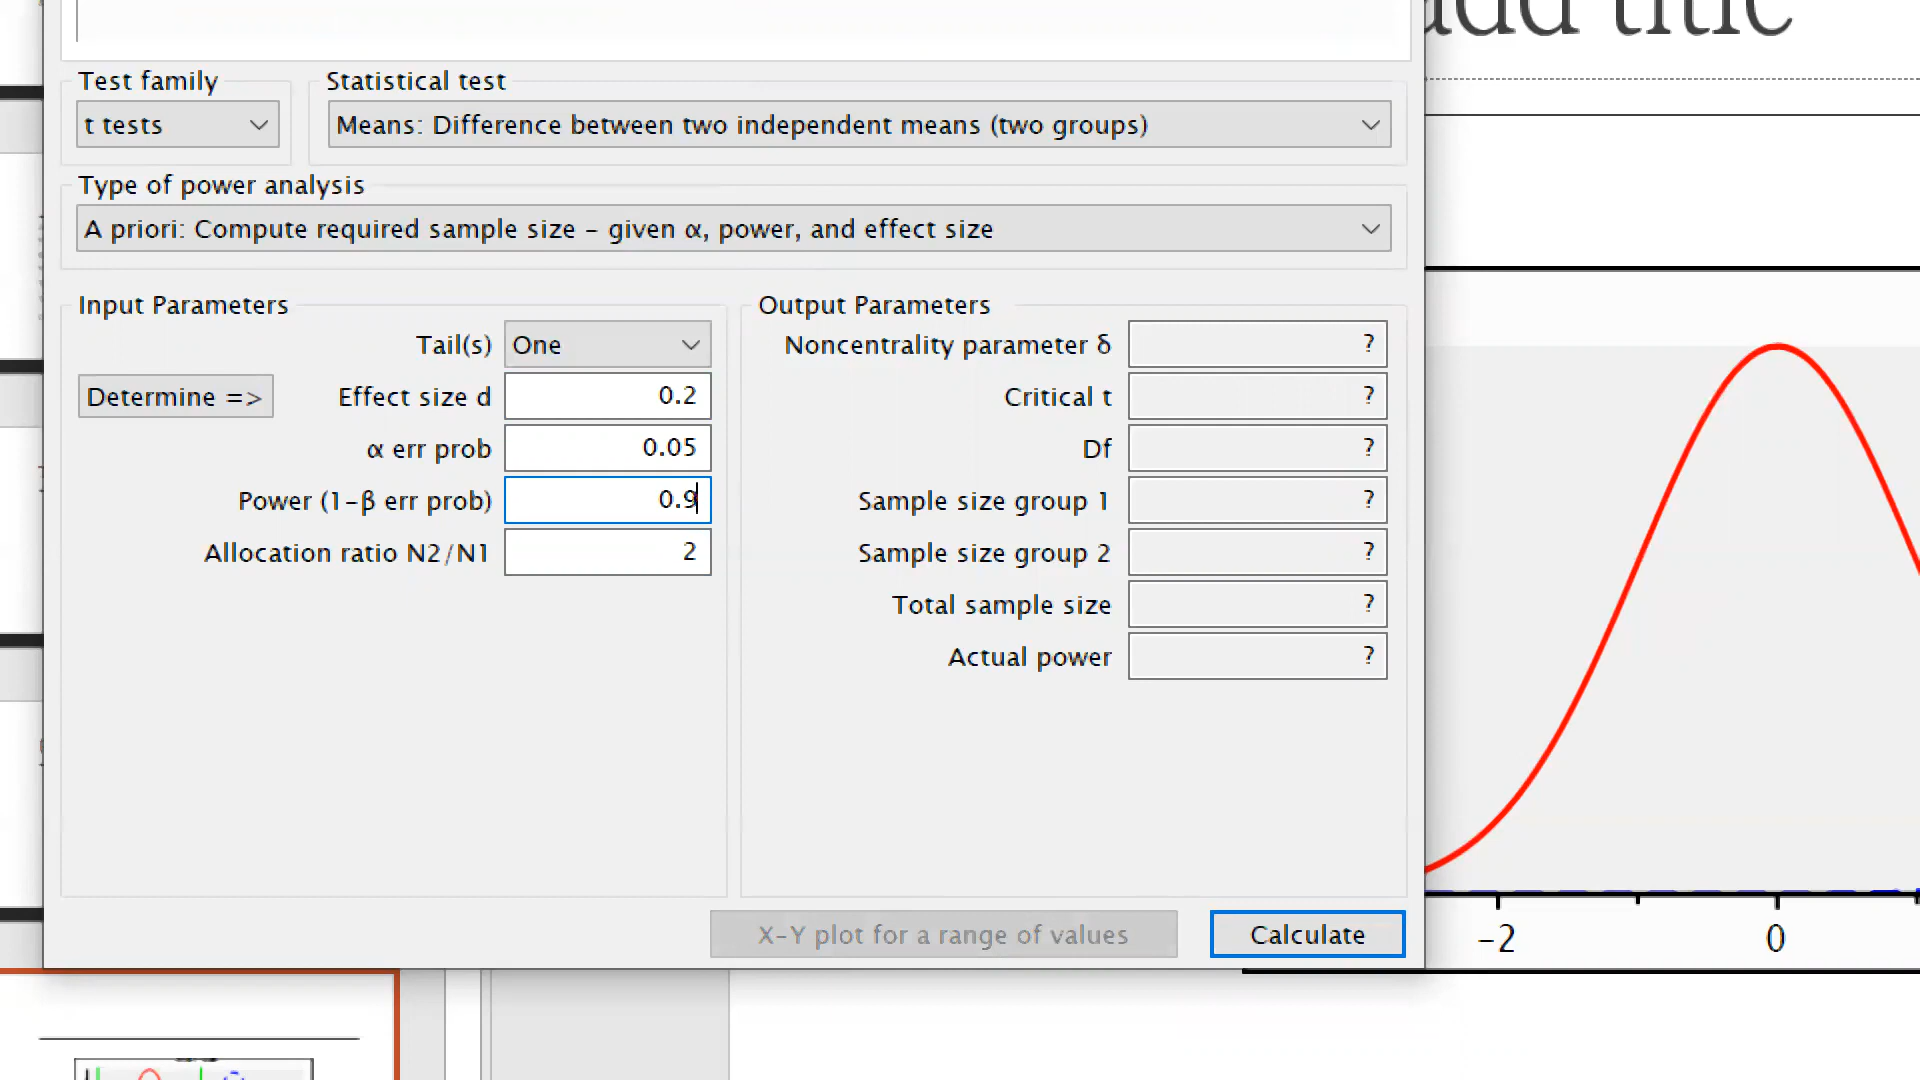 add title
Test family
Statistical test
t tests
Means: Difference between two independent means (two groups)
Type of power analysis
A priori: Compute required sample size – given α, power, and effect size
Input Parameters
Output Parameters
Tail(s) One
Noncentrality parameter δ ?
Determine => Effect size d 0.2
Critical t ?
α err prob 0.05
Df ?
Power (1–β err prob) 0.9
Sample size group 1 ?
Allocation ratio N2/N1 2
Sample size group 2 ?
Total sample size ?
Actual power ?
X–Y plot for a range of values
Calculate
-2 0